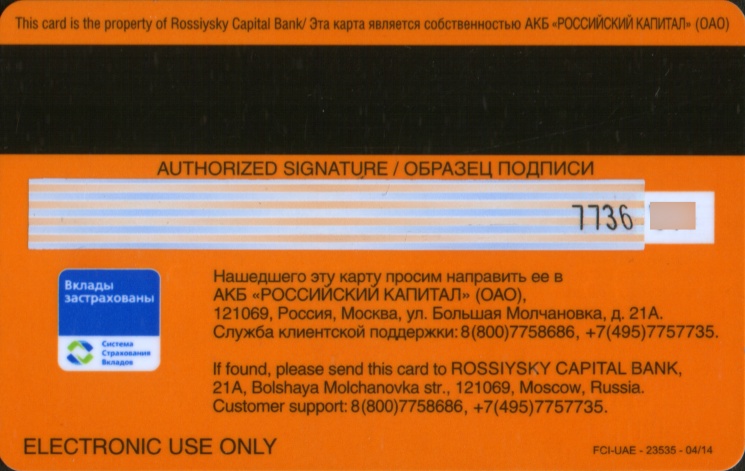 This card is the property of Rossiysky Capital Bank/ Эта карта является собственностью АКБ «РОССИЙСКИЙ КАПИТАЛ» (ОАО)
AUTHORIZED SIGNATURE / ОБРАЗЕЦ ПОДПИСИ
7736
Вклады
застрахованы
Система
Страхования
Вкладов
Нашедшего эту карту просим направить ее в
АКБ «РОССИЙСКИЙ КАПИТАЛ» (ОАО),
121069, Россия, Москва, ул. Большая Молчановка, д. 21А.
Служба клиентской поддержки: 8(800)7758686, +7(495)7757735.
If found, please send this card to ROSSIYSKY CAPITAL BANK,
21A, Bolshaya Molchanovka str., 121069, Moscow, Russia.
Customer support: 8(800)7758686, +7(495)7757735.
ELECTRONIC USE ONLY
FCI-UAE - 23535 - 04/14